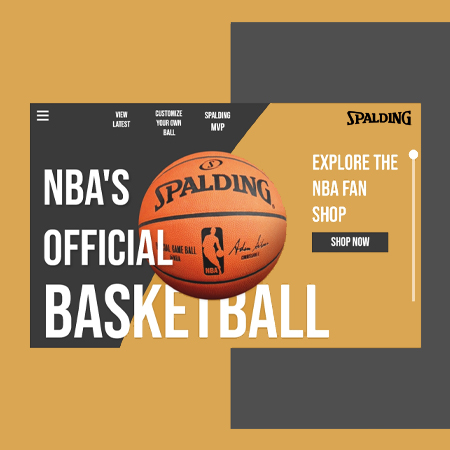 VIEW
LATEST
CUSTOMIZE
YOUR OWN
BALL
SPALDING
MVP
SPALDING
NBA'S
OFFICIAL
BASKETBALL
SPALDING
GAME BALL
NBA
EXPLORE THE
NBA FAN
SHOP
SHOP NOW